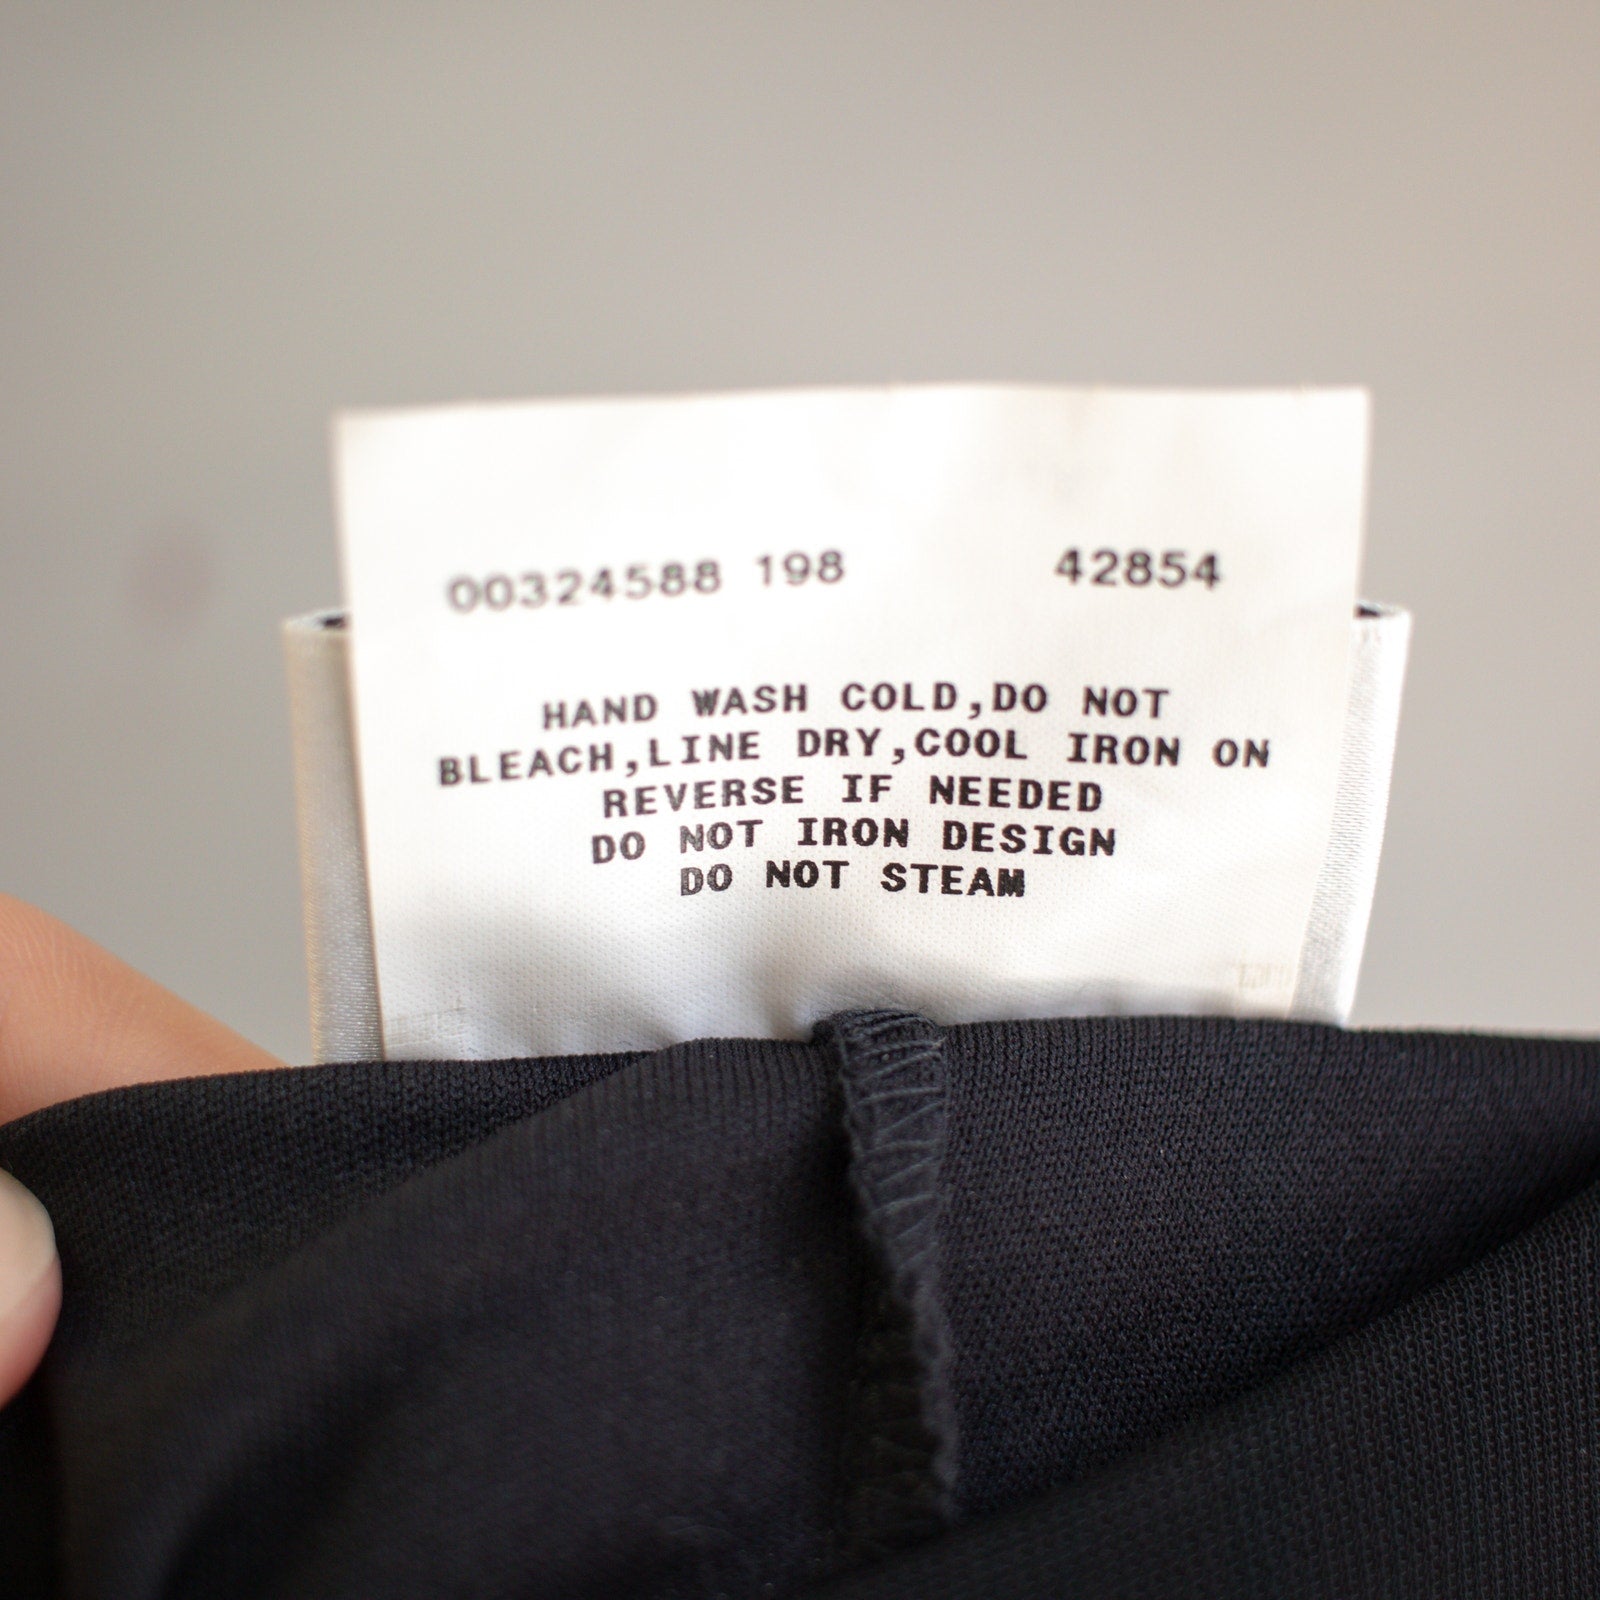 00324588 198 42854
HAND WASH COLD,DO NOT
BLEACH,LINE DRY,COOL IRON ON
REVERSE IF NEEDED
DO NOT IRON DESIGN
DO NOT STEAM